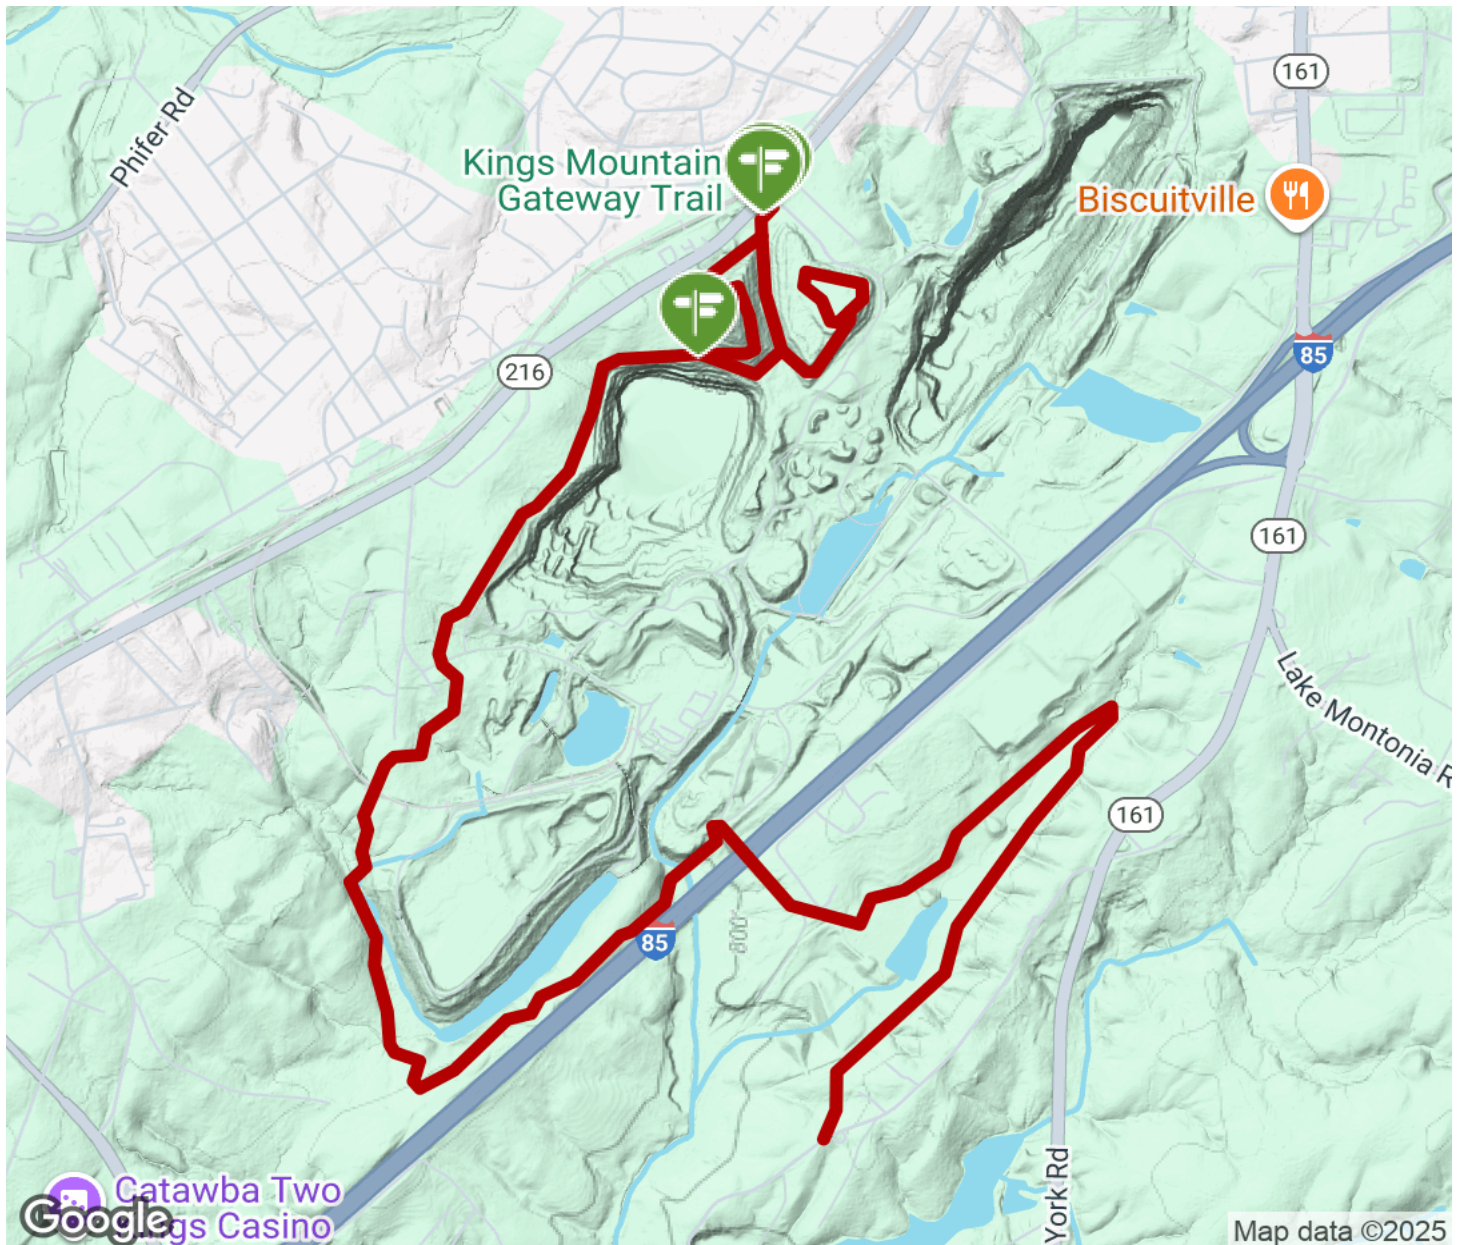 161
Phifer Rd
Kings Mountain
Gateway Trail
Biscuitville
85
216
161
Lake Montonia R
161
800'
85
York Rd
Catawba Two
Kings Casino
Google
Map data ©2025